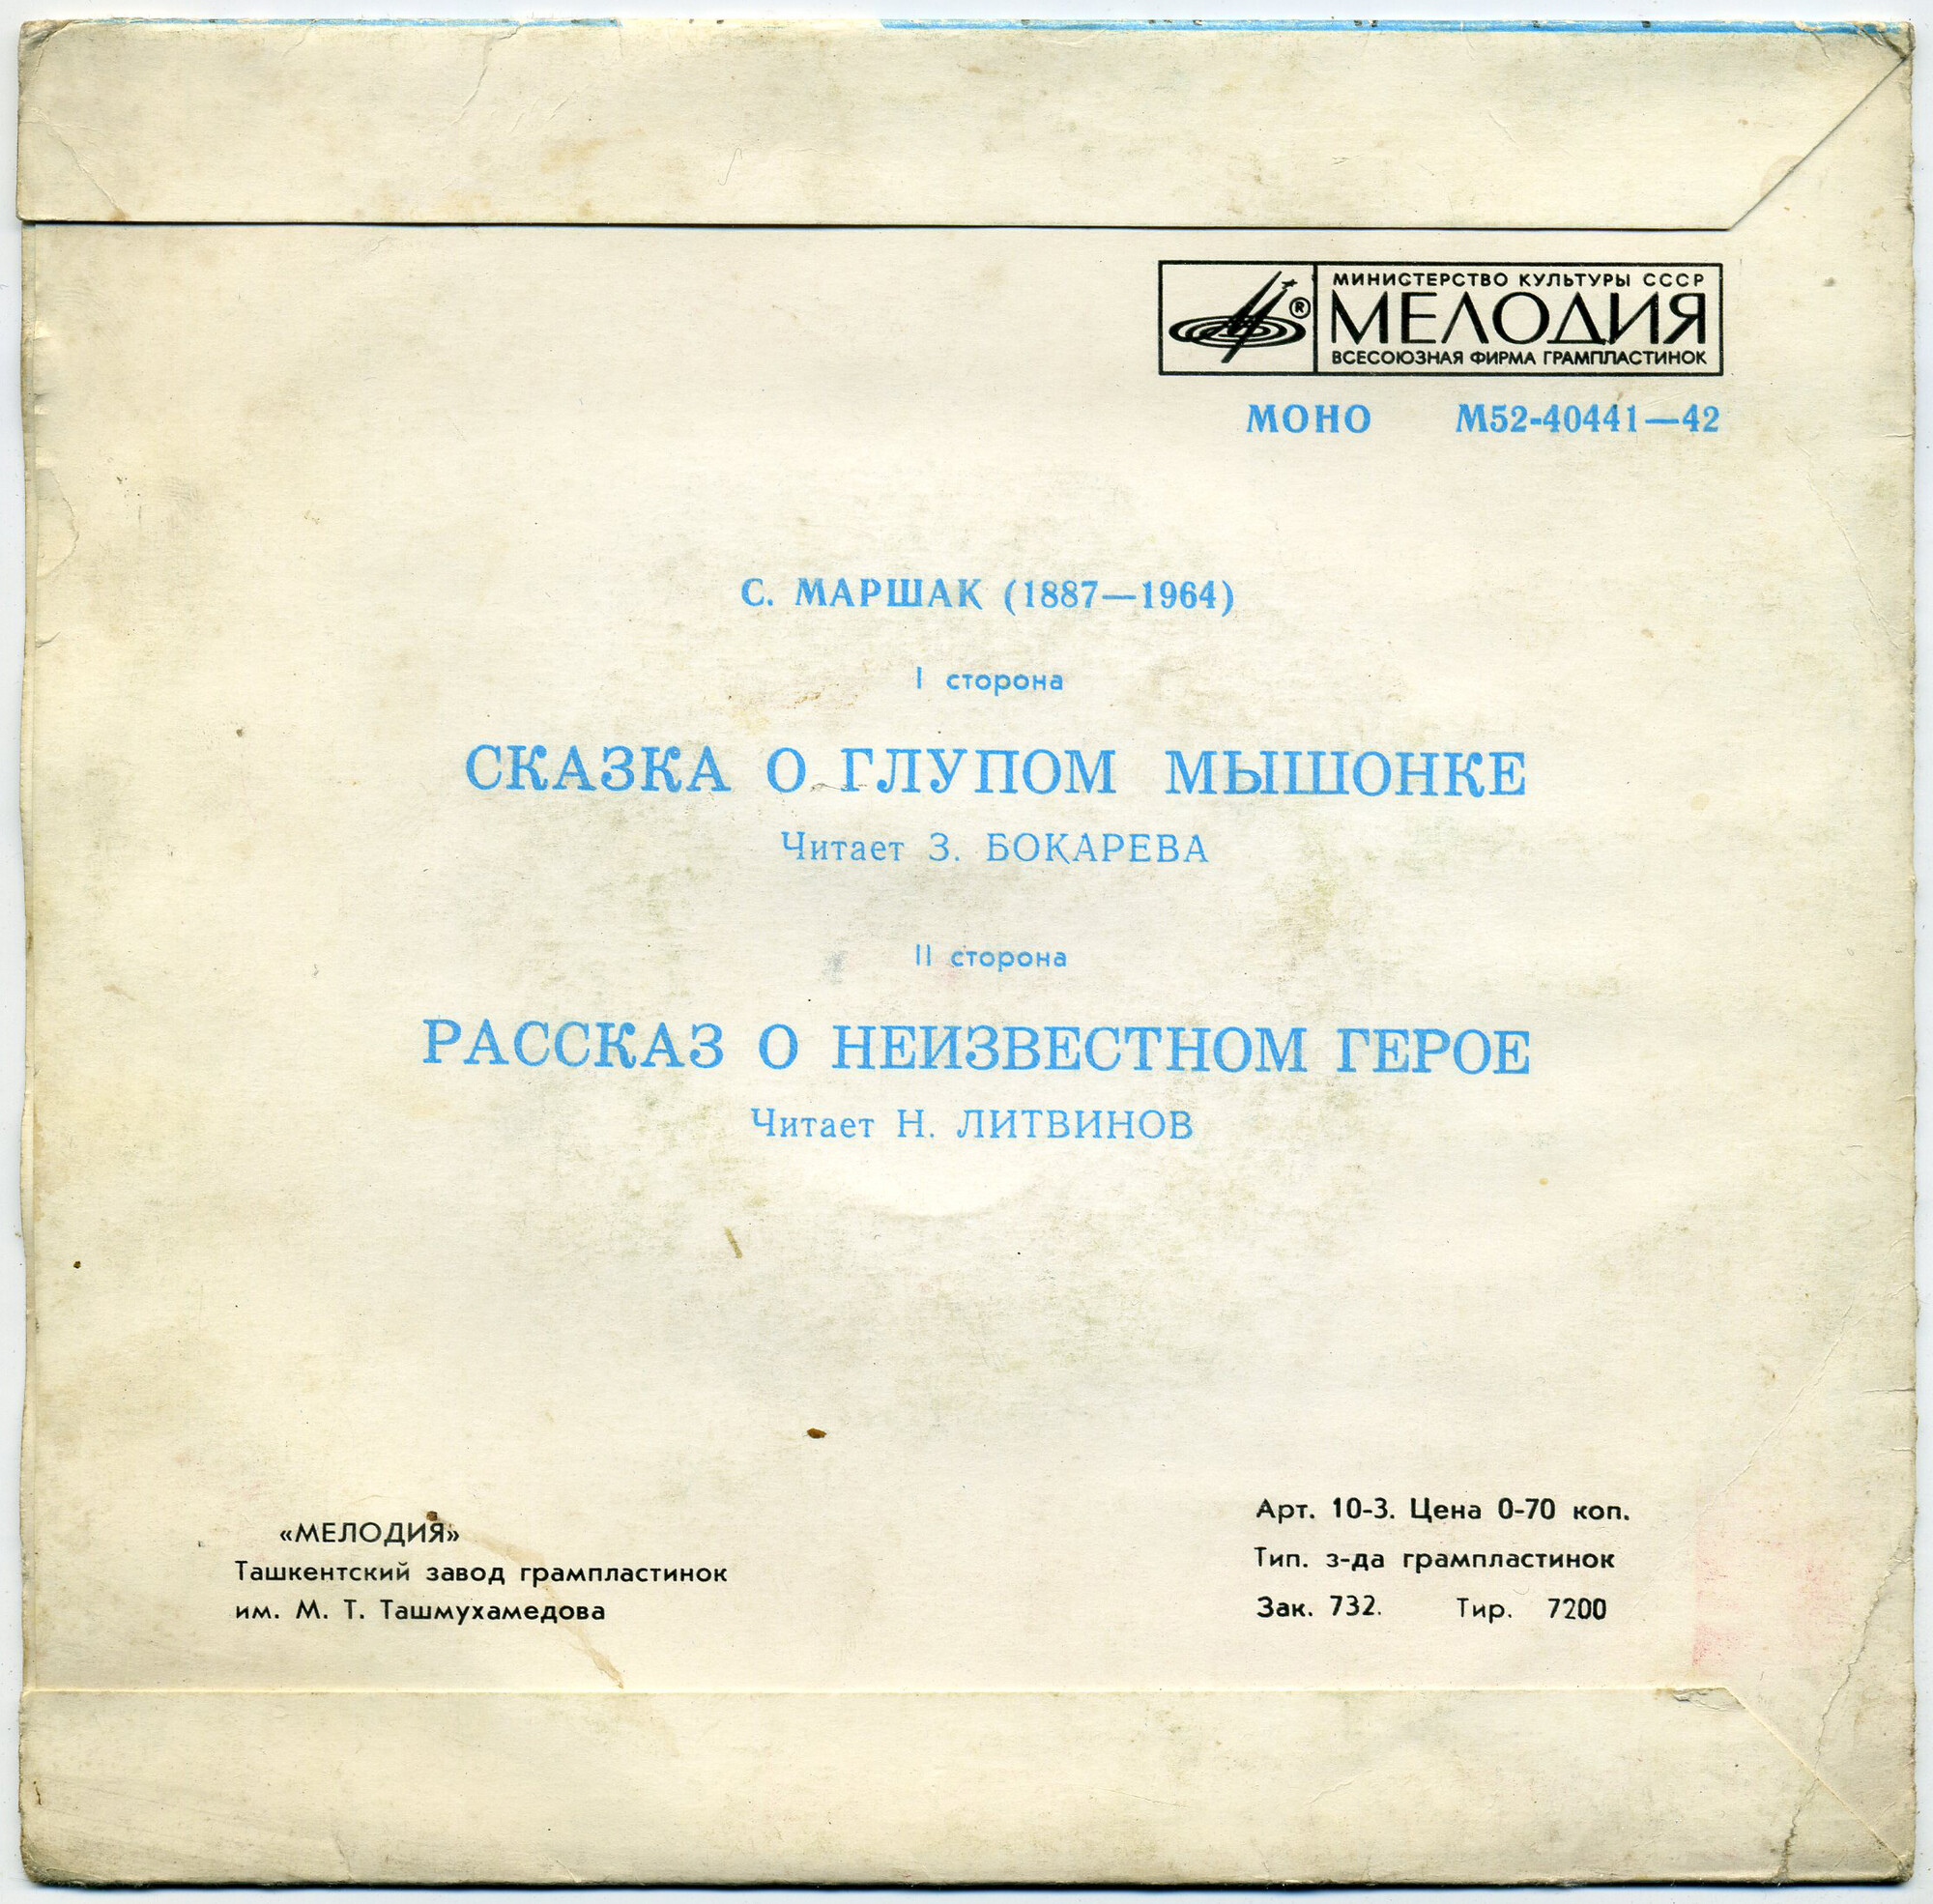 МИНИСТЕРСТВО КУЛЬТУРЫ СССР
МЕЛОДИЯ
®
ВСЕСОЮЗНАЯ ФИРМА ГРАМПЛАСТИНОК
МОНО М52-40441—42
С. МАРШАК (1887—1964)
I сторона
СКАЗКА О ГЛУПОМ МЫШОНКЕ
Читает З. БОКАРЕВА
II сторона
РАССКАЗ О НЕИЗВЕСТНОМ ГЕРОЕ
Читает Н. ЛИТВИНОВ
«МЕЛОДИЯ»
Ташкентский завод грампластинок
им. М. Т. Ташмухамедова
Арт. 10-3. Цена 0-70 коп.
Тип. з-да грампластинок
Зак. 732. Тир. 7200